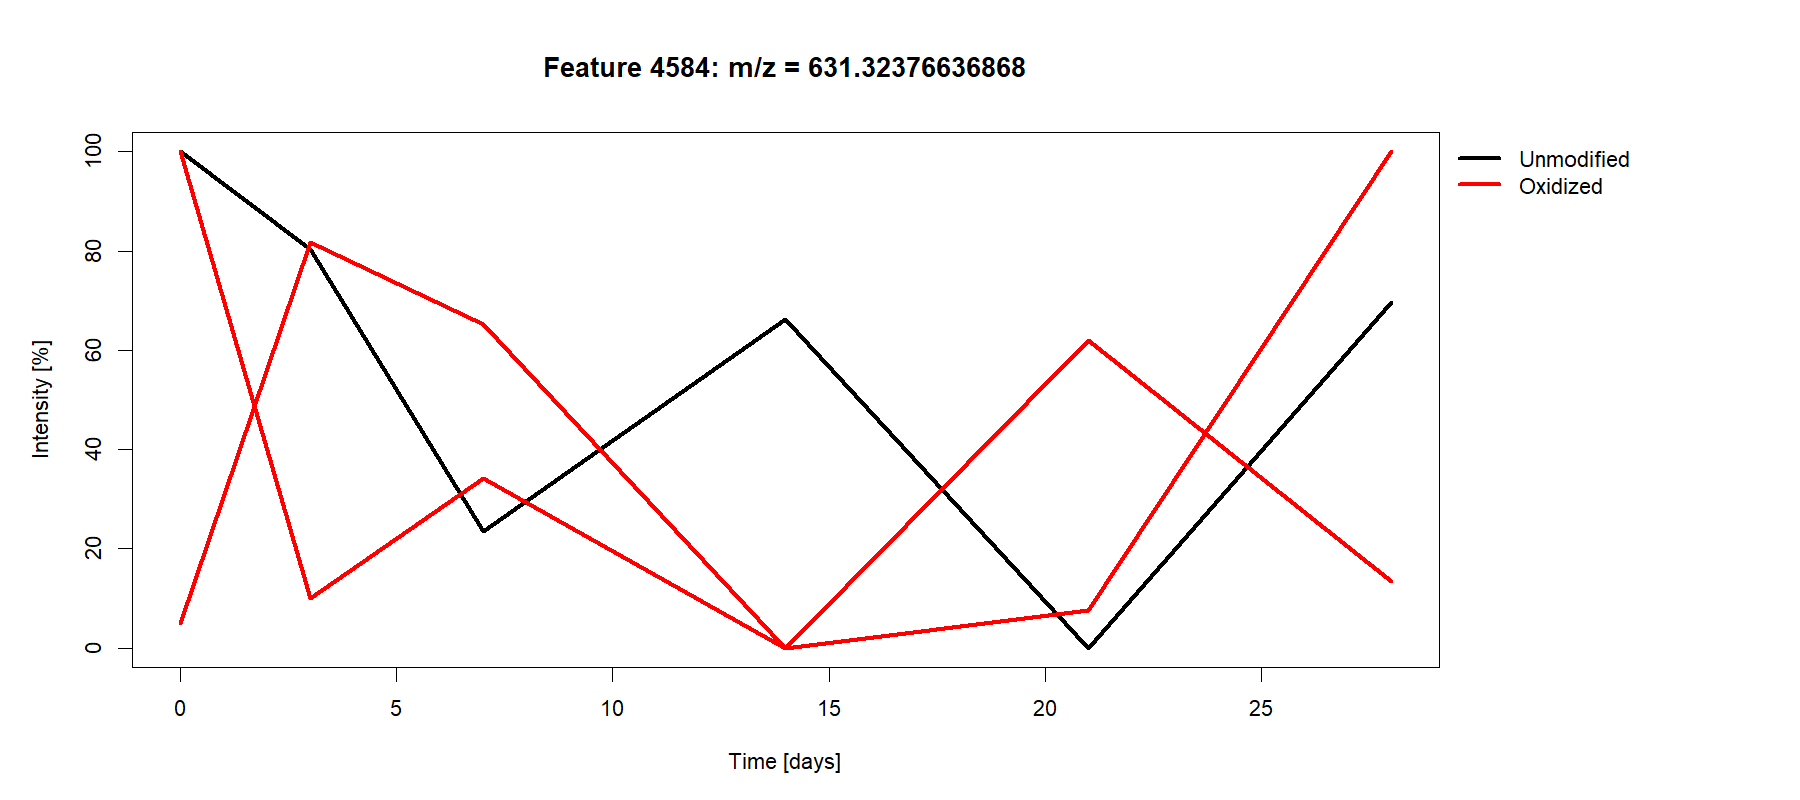 Feature 4584: m/z = 631.32376636868
Unmodified
Oxidized
Intensity [%]
100
80
60
40
20
0
0 5 10 15 20 25
Time [days]